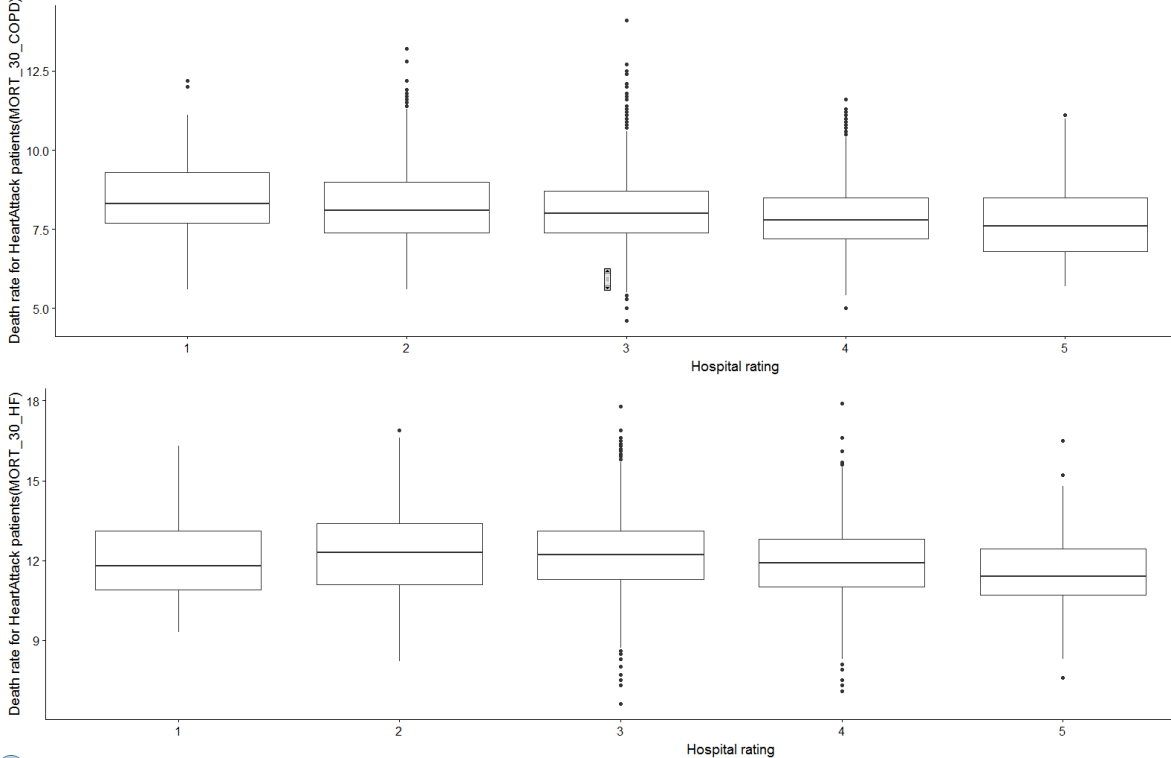 Death rate for HeartAttack patients(MORT_30_COPD)
12.5
10.0
7.5
5.0
1 2 3 4 5
Hospital rating
Death rate for HeartAttack patients(MORT_30_HF)
18
15
12
9
1 2 3 4 5
Hospital rating